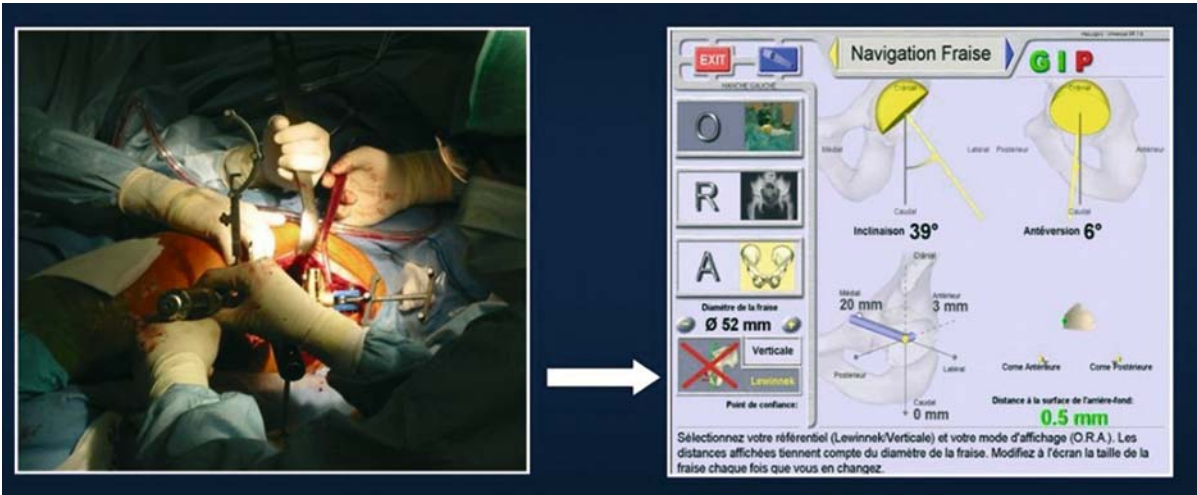 EXIT
Navigation Fraise
G I P
HANCHE GAUCHE
O
R
A
Diamètre de la fraise
Ø 52 mm
Verticale
Lewinnek
Point de confiance:
Crânial
Médial
Latéral
Caudal
Inclinaison 39°
Crânial
Postérieur
Antérieur
Caudal
Antéversion 6°
Crânial
Médial
20 mm
Antérieur
3 mm
Postérieur
Latéral
Caudal
0 mm
Corne Antérieure
Corne Postérieure
Distance à la surface de l'arrière-fond:
0.5 mm
Sélectionnez votre référentiel (Lewinnek/Verticale) et votre mode d'affichage (O.R.A.). Les
distances affichées tiennent compte du diamètre de la fraise. Modifiez à l'écran la taille de la
fraise chaque fois que vous en changez.